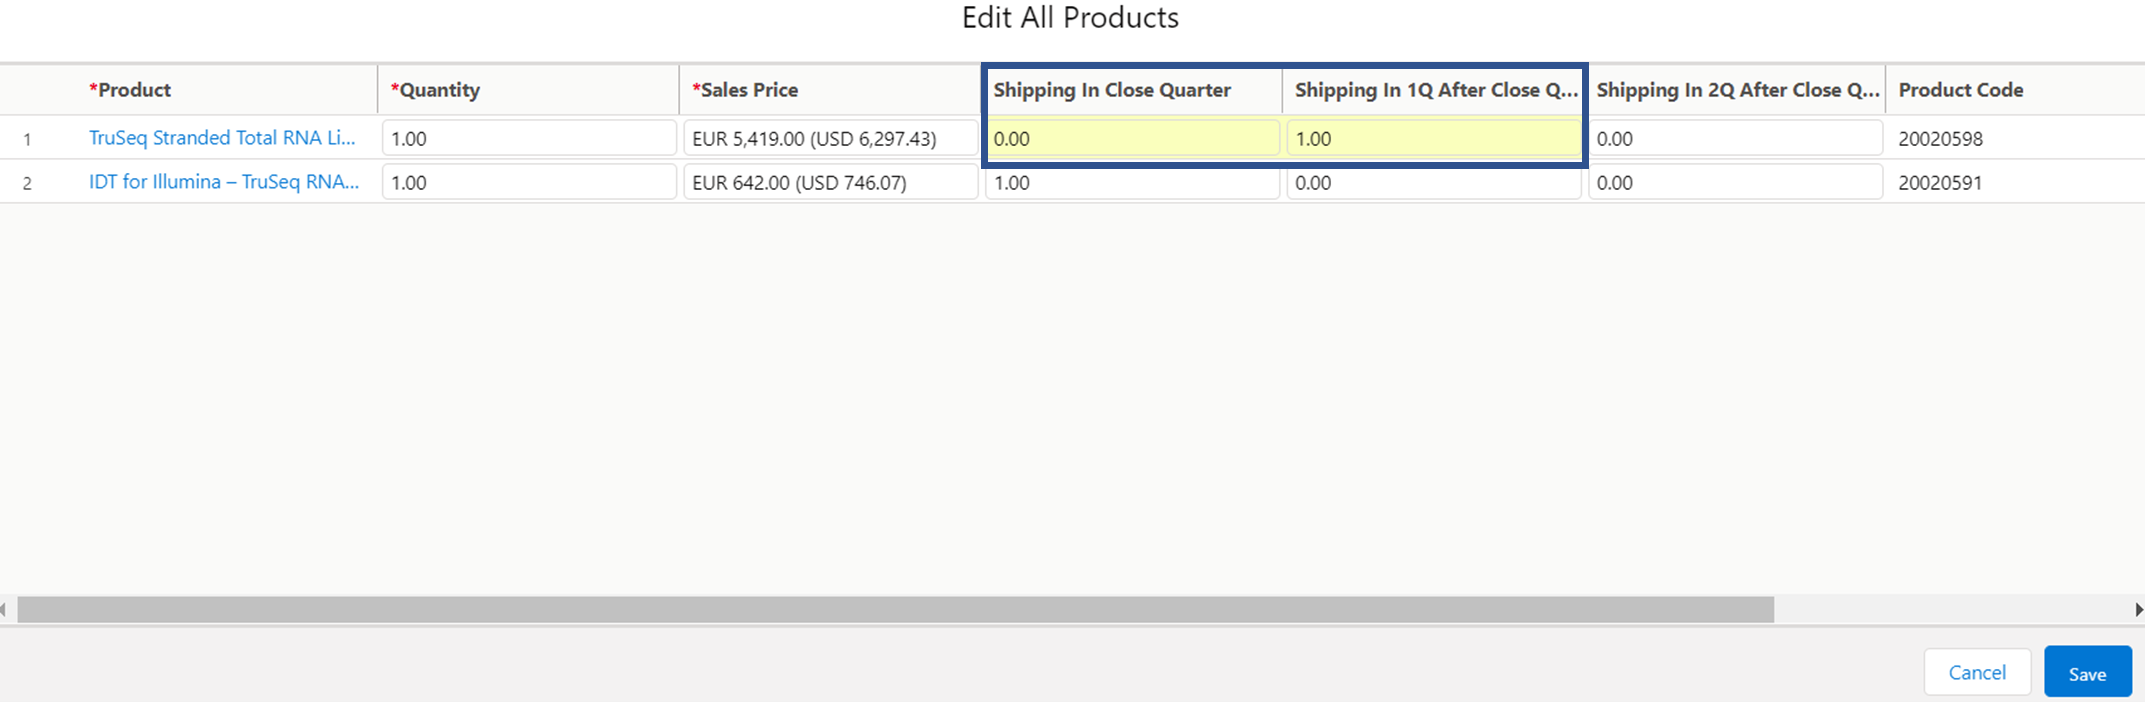 Edit All Products
*Product *Quantity *Sales Price Shipping In Close Quarter Shipping In 1Q After Close Q... Shipping In 2Q After Close Q... Product Code
1 TruSeq Stranded Total RNA Li... 1.00 EUR 5,419.00 (USD 6,297.43) 0.00 1.00 0.00 20020598
2 IDT for Illumina – TruSeq RNA... 1.00 EUR 642.00 (USD 746.07) 1.00 0.00 0.00 20020591
Cancel Save